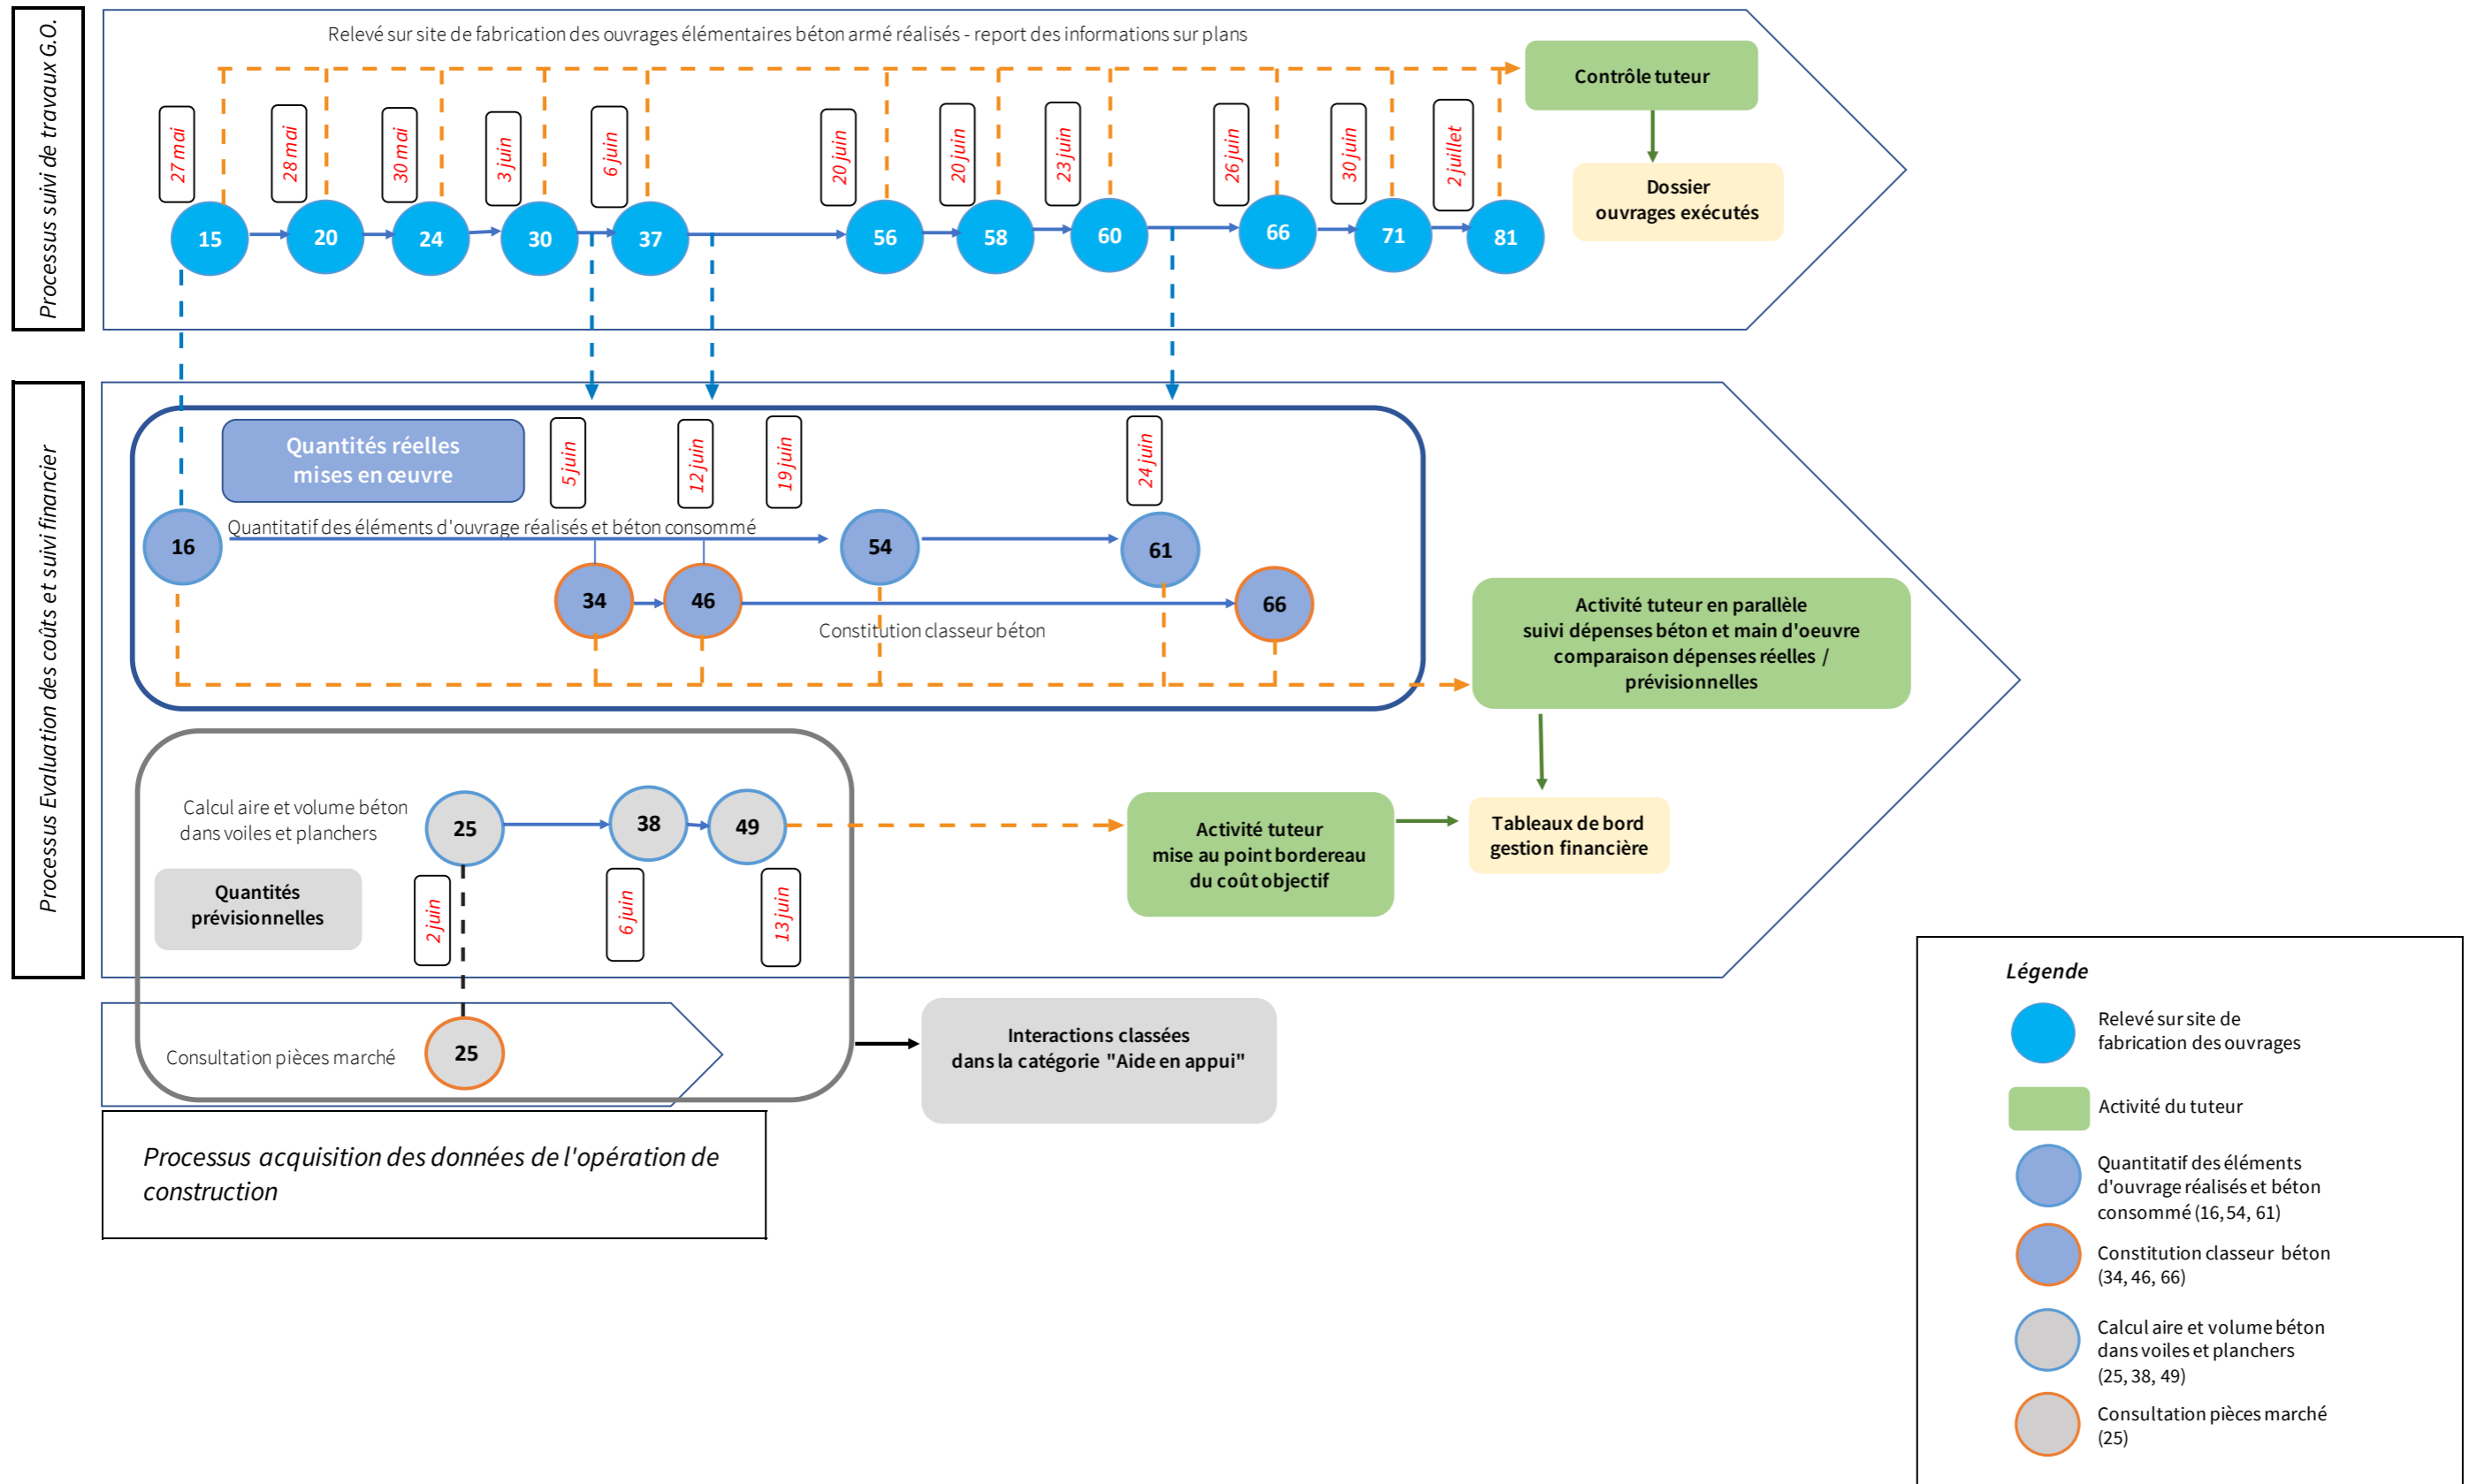 Processus suivi de travaux G.O.
Relevé sur site de fabrication des ouvrages élémentaires béton armé réalisés - report des informations sur plans
27 mai
28 mai
30 mai
3 juin
6 juin
20 juin
20 juin
23 juin
26 juin
30 juin
2 juillet
15
20
24
30
37
56
58
60
66
71
81
Contrôle tuteur
Dossier
ouvrages exécutés
Processus Evaluation des coûts et suivi financier
Quantités réelles
mises en œuvre
5 juin
12 juin
19 juin
24 juin
Quantitatif des éléments d'ouvrage réalisés et béton consommé
16
54
61
34
46
66
Constitution classeur béton
Activité tuteur en parallèle
suivi dépenses béton et main d'oeuvre
comparaison dépenses réelles /
prévisionnelles
Calcul aire et volume béton
dans voiles et planchers
25
38
49
Quantités
prévisionnelles
2 juin
6 juin
13 juin
Activité tuteur
mise au point bordereau
du coût objectif
Tableaux de bord
gestion financière
Consultation pièces marché
25
Interactions classées
dans la catégorie "Aide en appui"
Processus acquisition des données de l'opération de
construction
Légende
Relevé sur site de
fabrication des ouvrages
Activité du tuteur
Quantitatif des éléments
d'ouvrage réalisés et béton
consommé (16, 54, 61)
Constitution classeur béton
(34, 46, 66)
Calcul aire et volume béton
dans voiles et planchers
(25, 38, 49)
Consultation pièces marché
(25)